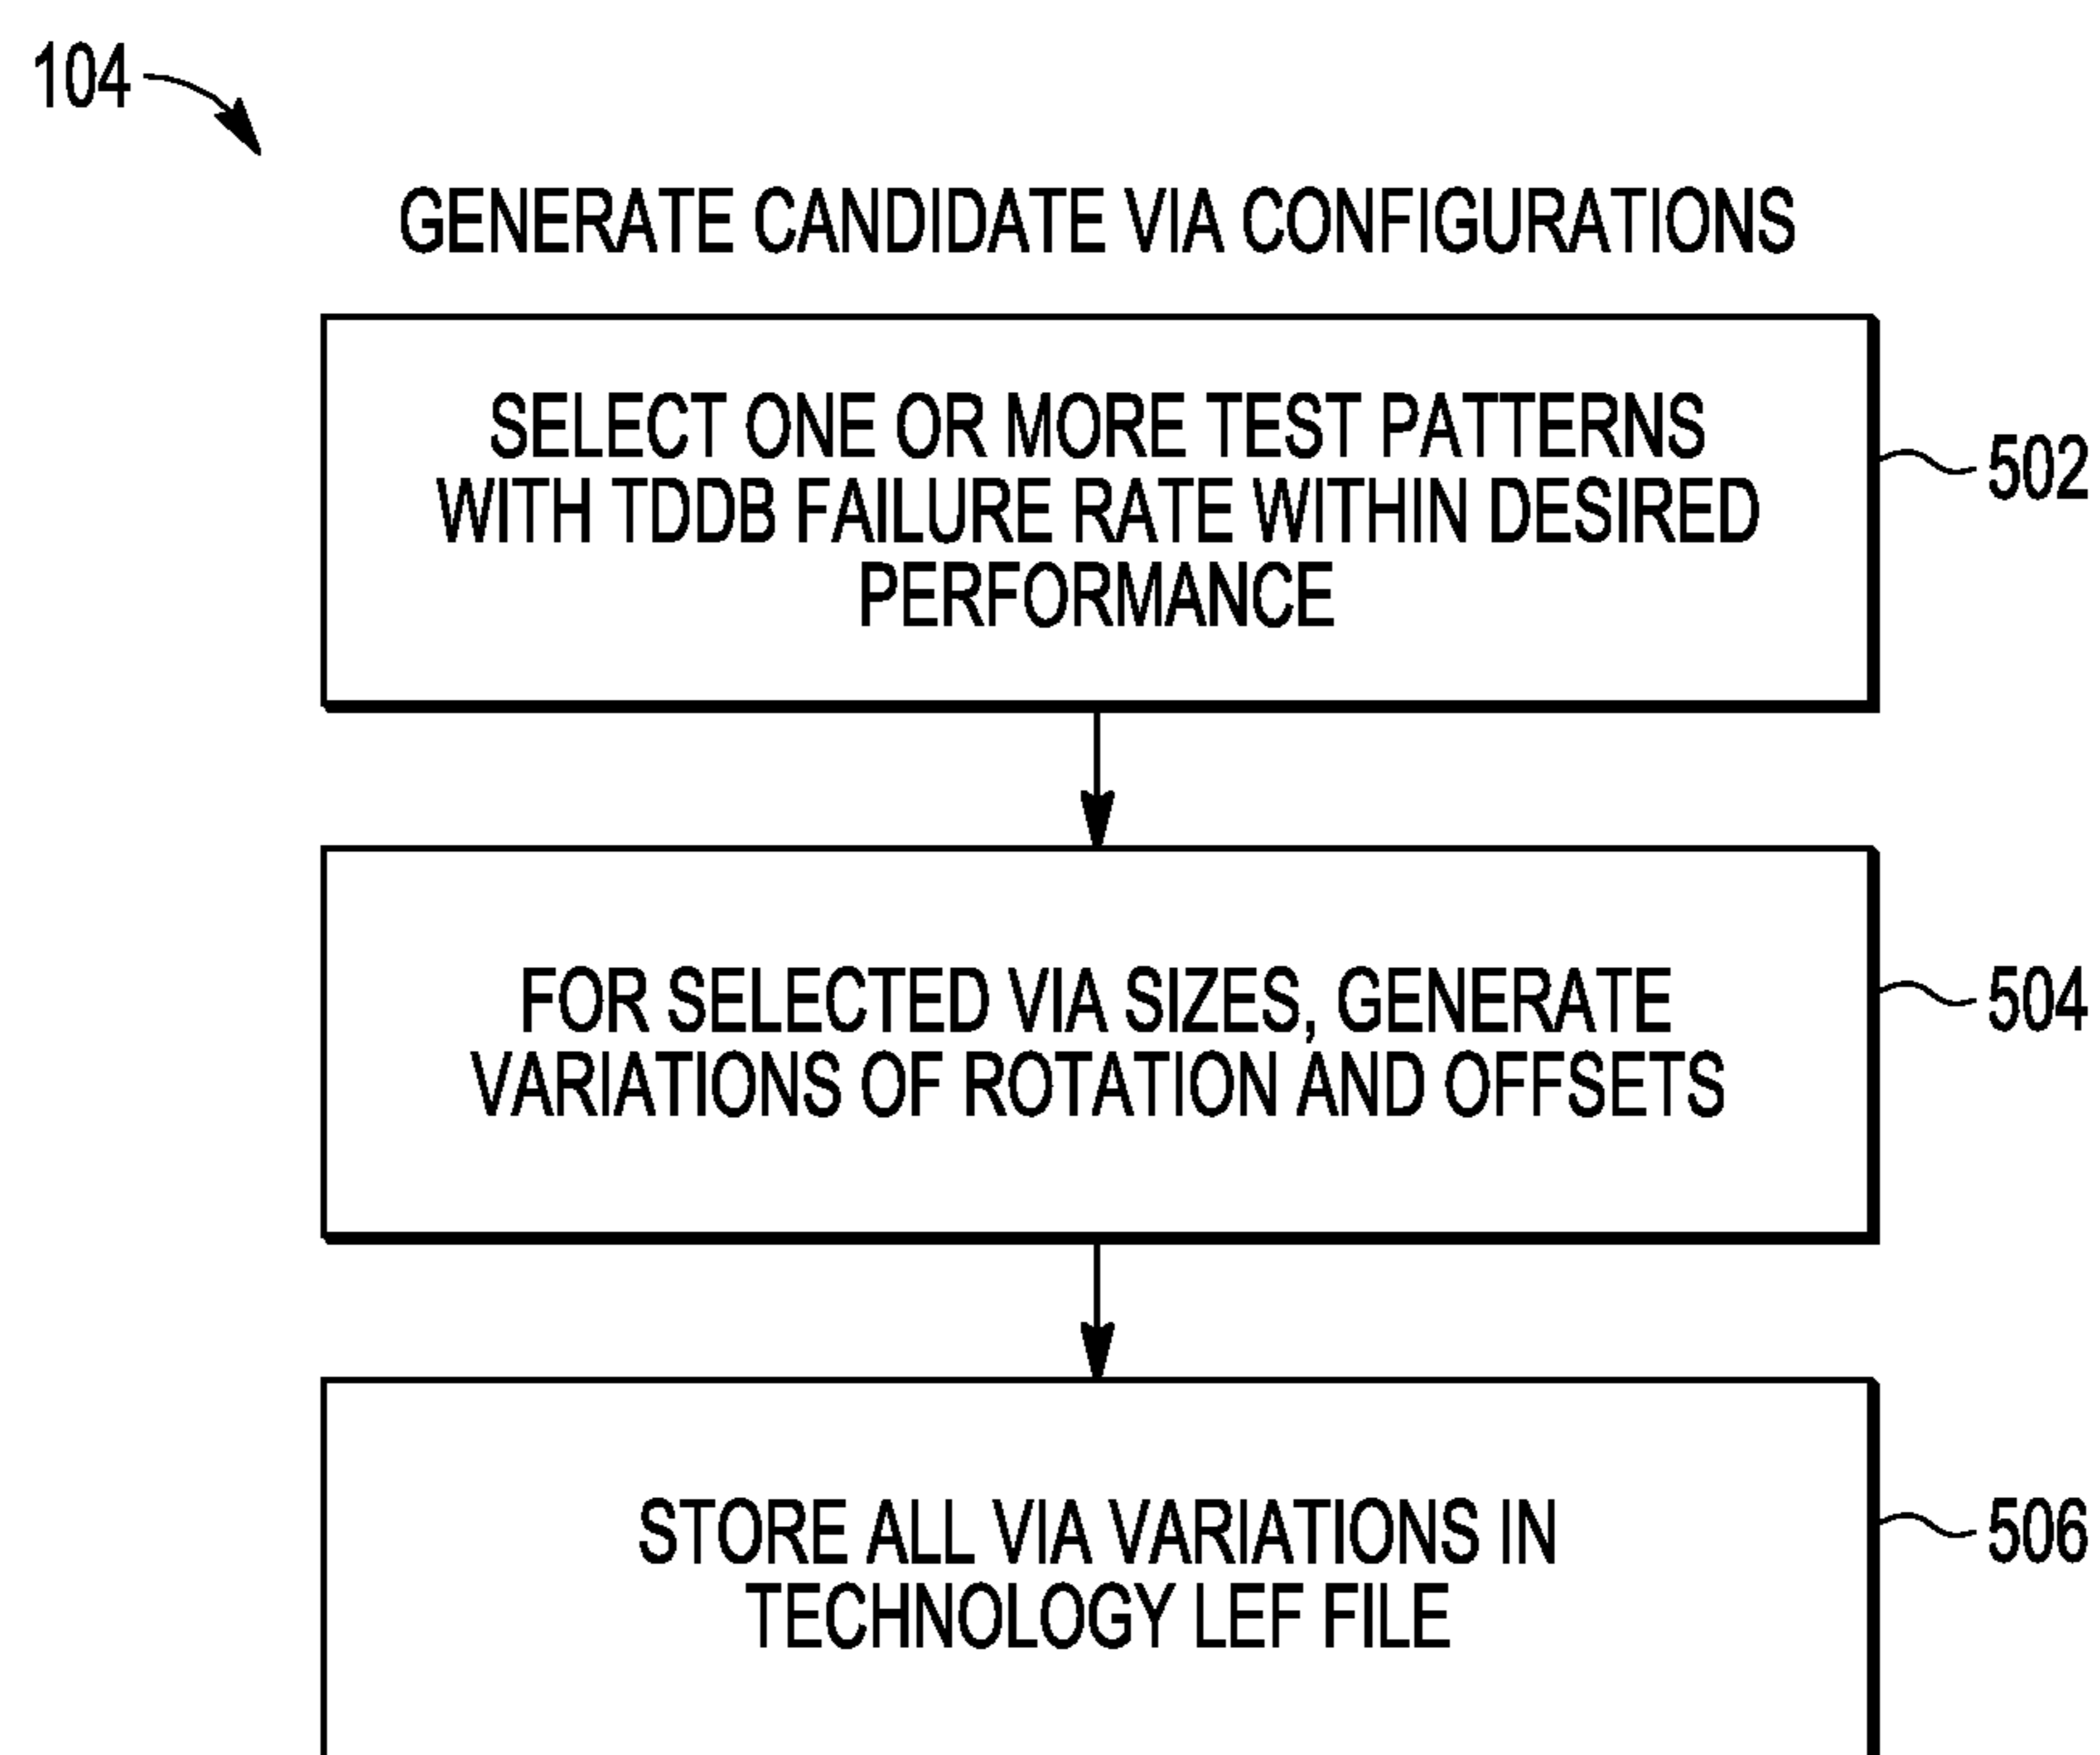 104
GENERATE CANDIDATE VIA CONFIGURATIONS
SELECT ONE OR MORE TEST PATTERNS
WITH TDDB FAILURE RATE WITHIN DESIRED
PERFORMANCE
502
FOR SELECTED VIA SIZES, GENERATE
VARIATIONS OF ROTATION AND OFFSETS
504
STORE ALL VIA VARIATIONS IN
TECHNOLOGY LEF FILE
506